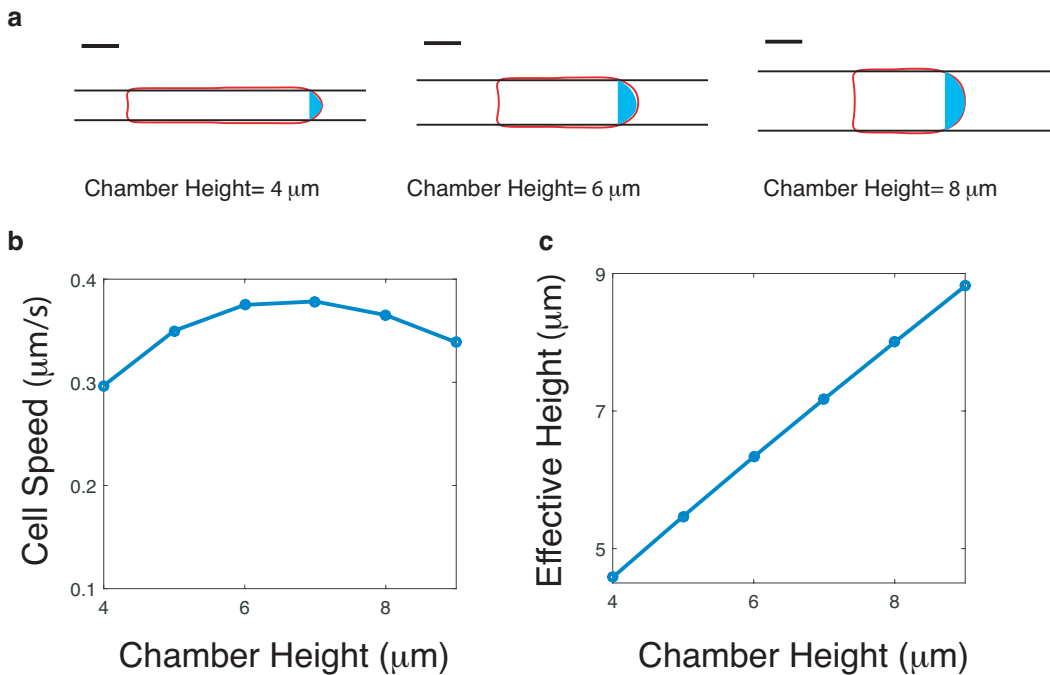 a
Chamber Height= 4 μm
Chamber Height= 6 μm
Chamber Height= 8 μm
b
Cell Speed (μm/s)
0.4
0.3
0.2
0.1
4
6
8
Chamber Height (μm)
c
Effective Height (μm)
9
7
5
4
6
8
Chamber Height (μm)